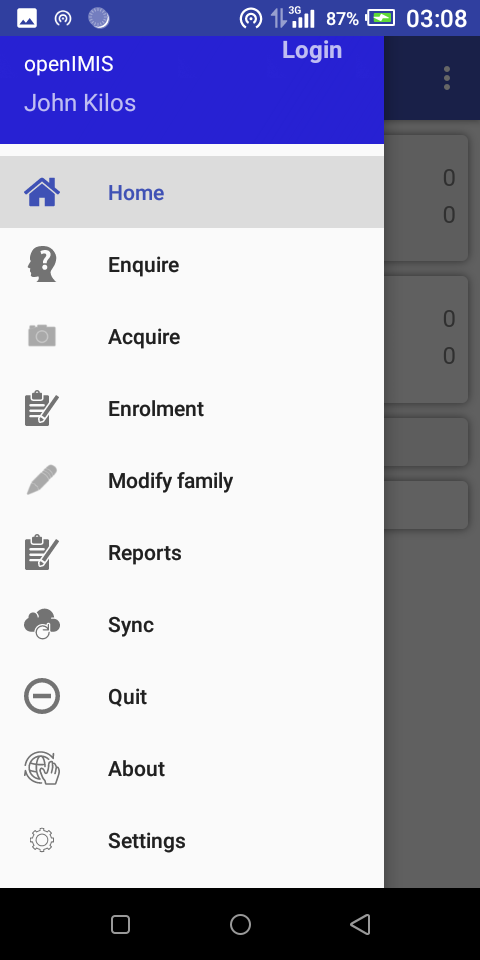 3G 87% 03:08
Login
openIMIS
John Kilos
Home
0
0
Enquire
Acquire
0
0
Enrolment
Modify family
Reports
Sync
Quit
About
Settings